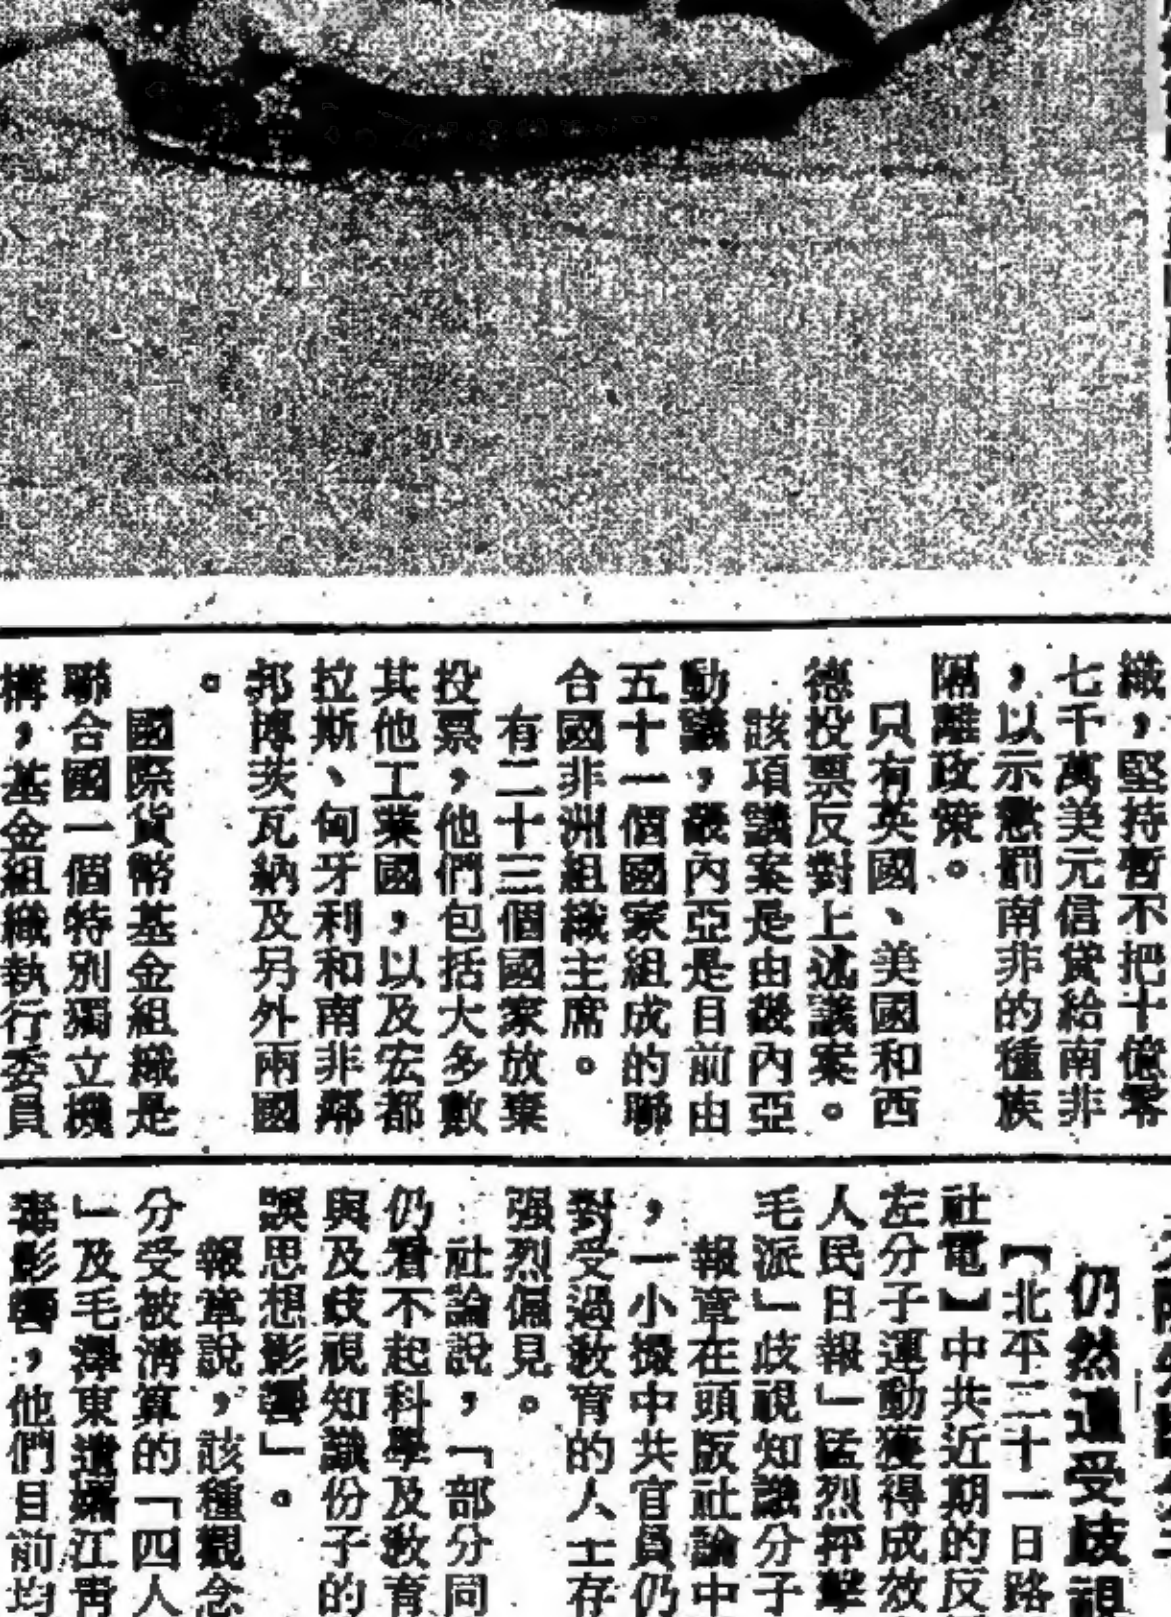 織，堅持暫不把十億零
七千萬美元信貸給南非
，以示懲罰南非的種族
隔離政策。
只有英國、美國和西
德投票反對上述議案。
該項議案是由畿內亞
動議，畿內亞是目前由
五十一個國家組成的聯
合國非洲組織主席。
有二十三個國家放棄
投票，他們包括大多數
其他工業國，以及宏都
拉斯、匈牙利和南非鄰
邦博茨瓦納及另外兩國
。
國際貨幣基金組織是
聯合國一個特別獨立機
構，基金組織執行委員
仍然遭受歧視
【北平二十一日路
社電】中共近期的反
左分子運動獲得成效
人民日報」猛烈抨擊
毛派」歧視知識分子
報章在頭版社論中
，一小撮中共官員仍
對受過教育的人士存
强烈偏見。
社論說，「部分同
仍看不起科學及教育
與及歧視知識份子的
誤思想影響」。
報章說，該種觀念
分受被清算的「四人
」及毛澤東遺孀江青
毒影響，他們目前均